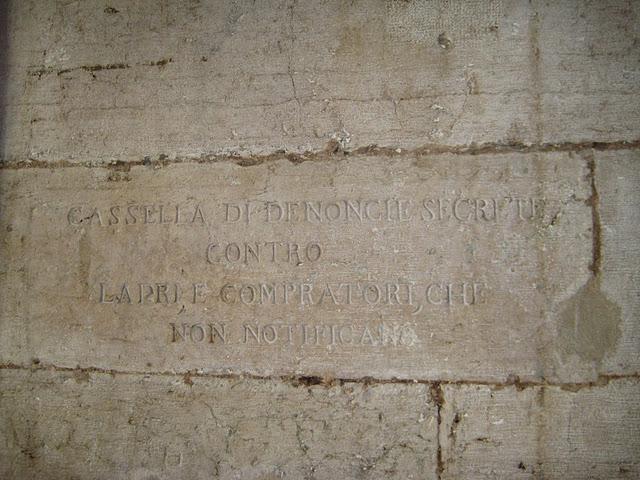 CASSELLA DI DENONCIE SECRETE
CONTRO
LADRI, E COMPRATORI, CHE
NON NOTIFICANO